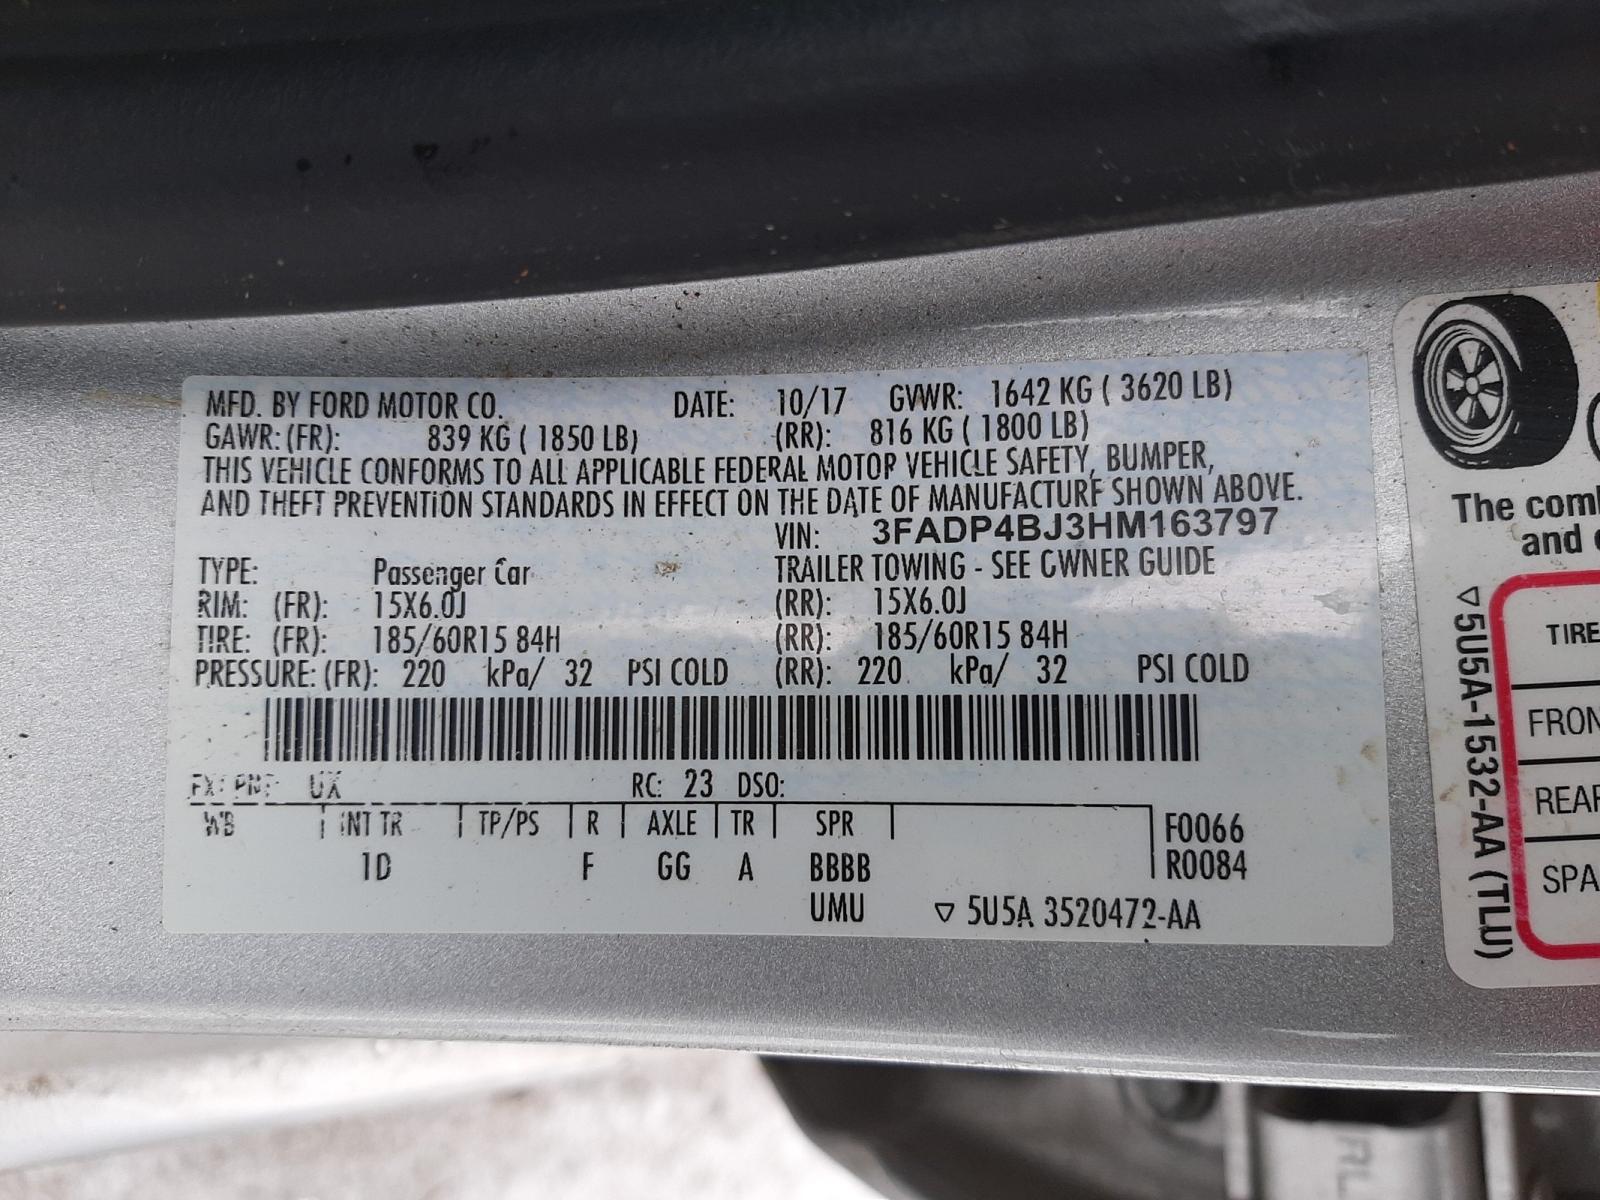 MFD. BY FORD MOTOR CO. DATE: 10/17 GVWR: 1642 KG ( 3620 LB)
GAWR: (FR): 839 KG ( 1850 LB) (RR): 816 KG ( 1800 LB)
THIS VEHICLE CONFORMS TO ALL APPLICABLE FEDERAL MOTOR VEHICLE SAFETY, BUMPER,
AND THEFT PREVENTION STANDARDS IN EFFECT ON THE DATE OF MANUFACTURE SHOWN ABOVE.
VIN: 3FADP4BJ3HM163797
TYPE: Passenger Car TRAILER TOWING - SEE OWNER GUIDE
RIM: (FR): 15X6.0J (RR): 15X6.0J
TIRE: (FR): 185/60R15 84H (RR): 185/60R15 84H
PRESSURE: (FR): 220 kPa/ 32 PSI COLD (RR): 220 kPa/ 32 PSI COLD
EXT PNT: UX RC: 23 DSO:
WB INT TR TP/PS R AXLE TR SPR F0066
1D F GG A BBBB R0084
UMU ▽ 5U5A 3520472-AA
The com
and
▽5U5A-1532-AA (TLU)
TIRE
FRON
REAR
SPA
RL